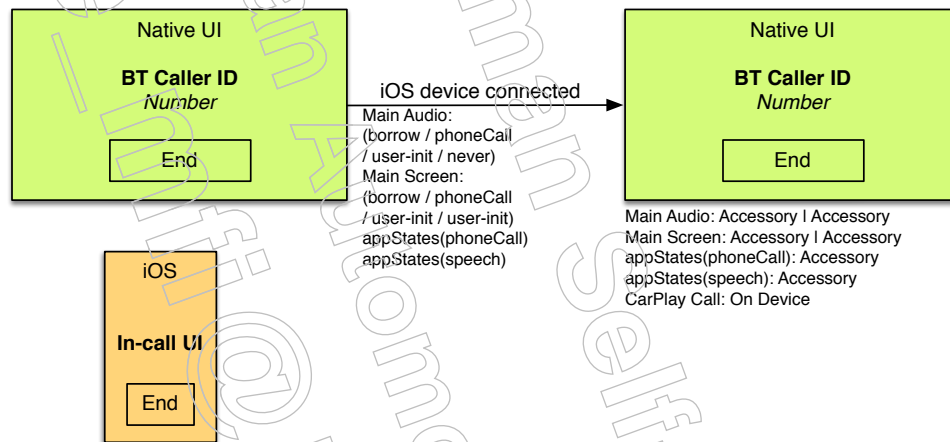 Native UI
BT Caller ID
Number
End
iOS device connected
Main Audio:
(borrow / phoneCall
/ user-init / never)
Main Screen:
(borrow / phoneCall
/ user-init / user-init)
appStates(phoneCall)
appStates(speech)
Native UI
BT Caller ID
Number
End
Main Audio: Accessory | Accessory
Main Screen: Accessory | Accessory
appStates(phoneCall): Accessory
appStates(speech): Accessory
CarPlay Call: On Device
iOS
In-call UI
End